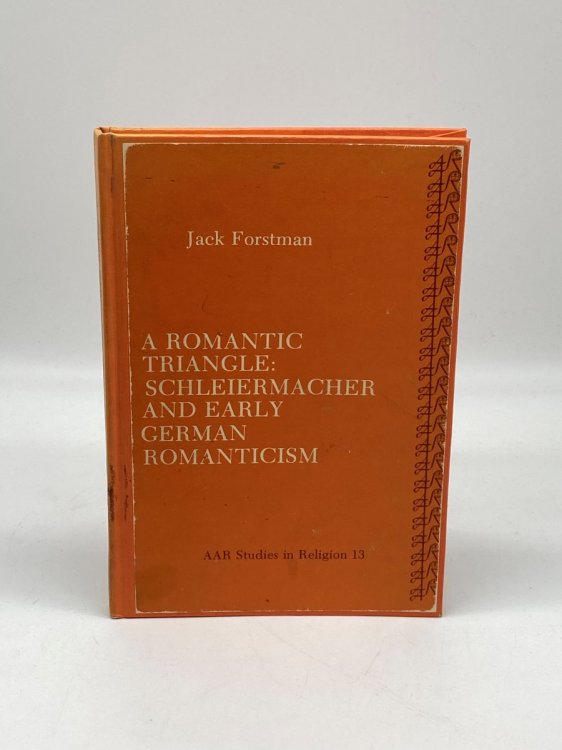 Jack Forstman
A ROMANTIC
TRIANGLE:
SCHLEIERMACHER
AND EARLY
GERMAN
ROMANTICISM
AAR Studies in Religion 13